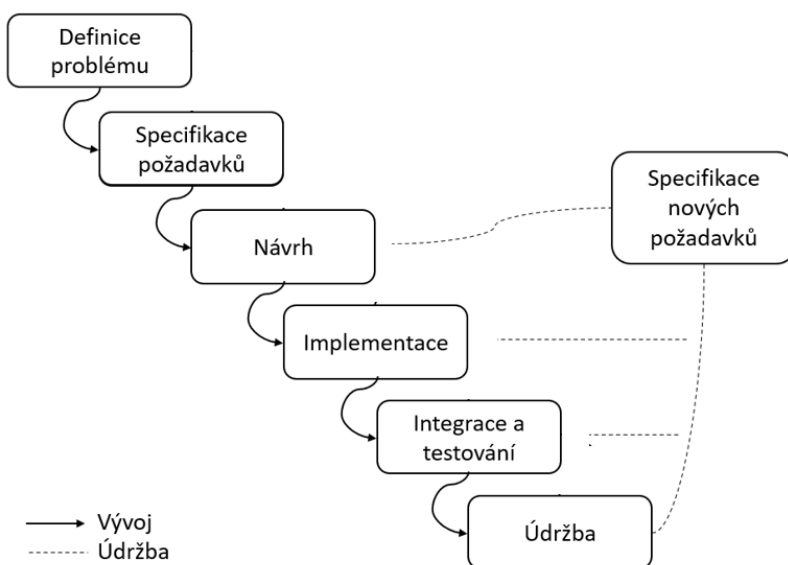 Definice
problému
Specifikace
požadavků
Specifikace
nových
požadavků
Návrh
Implementace
Integrace a
testování
Údržba
Vývoj
Údržba